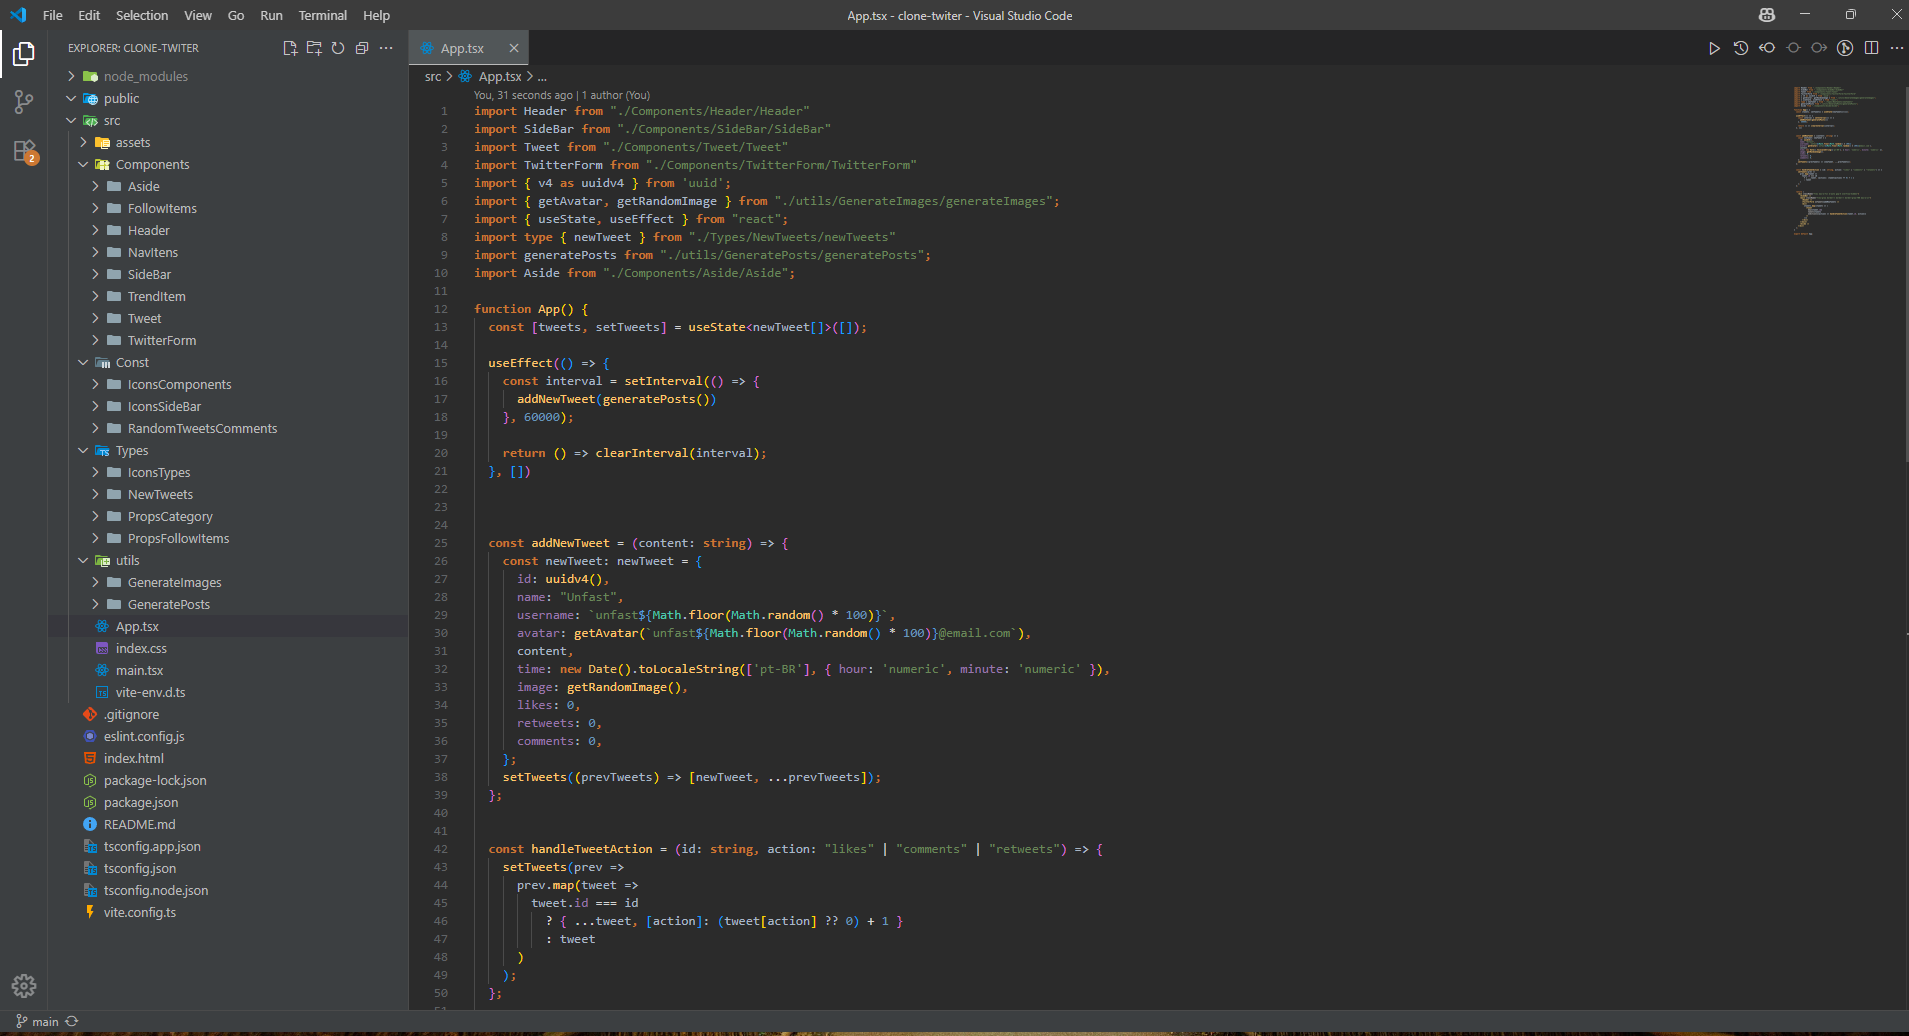 File Edit Selection View Go Run Terminal Help
App.tsx - clone-twiter - Visual Studio Code
EXPLORER: CLONE-TWITER
node_modules
public
src
assets
Components
Aside
FollowItems
Header
NavItens
SideBar
TrendItem
Tweet
TwitterForm
Const
IconsComponents
IconsSideBar
RandomTweetsComments
Types
IconsTypes
NewTweets
PropsCategory
PropsFollowItems
utils
GenerateImages
GeneratePosts
App.tsx
index.css
main.tsx
vite-env.d.ts
.gitignore
eslint.config.js
index.html
package-lock.json
package.json
README.md
tsconfig.app.json
tsconfig.json
tsconfig.node.json
vite.config.ts
2
main
App.tsx
src > App.tsx > ...
You, 31 seconds ago | 1 author (You)
1 import Header from "./Components/Header/Header"
2 import SideBar from "./Components/SideBar/SideBar"
3 import Tweet from "./Components/Tweet/Tweet"
4 import TwitterForm from "./Components/TwitterForm/TwitterForm"
5 import { v4 as uuidv4 } from 'uuid';
6 import { getAvatar, getRandomImage } from "./utils/GenerateImages/generateImages";
7 import { useState, useEffect } from "react";
8 import type { newTweet } from "./Types/NewTweets/newTweets"
9 import generatePosts from "./utils/GeneratePosts/generatePosts";
10 import Aside from "./Components/Aside/Aside";
11
12 function App() {
13 const [tweets, setTweets] = useState<newTweet[]>([]);
14
15 useEffect(() => {
16 const interval = setInterval(() => {
17 addNewTweet(generatePosts())
18 }, 60000);
19
20 return () => clearInterval(interval);
21 }, [])
22
23
24
25 const addNewTweet = (content: string) => {
26 const newTweet: newTweet = {
27 id: uuidv4(),
28 name: "Unfast",
29 username: `unfast${Math.floor(Math.random() * 100)}`,
30 avatar: getAvatar(`unfast${Math.floor(Math.random() * 100)}@email.com`),
31 content,
32 time: new Date().toLocaleString(['pt-BR'], { hour: 'numeric', minute: 'numeric' }),
33 image: getRandomImage(),
34 likes: 0,
35 retweets: 0,
36 comments: 0,
37 };
38 setTweets((prevTweets) => [newTweet, ...prevTweets]);
39 };
40
41
42 const handleTweetAction = (id: string, action: "likes" | "comments" | "retweets") => {
43 setTweets(prev =>
44 prev.map(tweet =>
45 tweet.id === id
46 ? { ...tweet, [action]: (tweet[action] ?? 0) + 1 }
47 : tweet
48 )
49 );
50 };